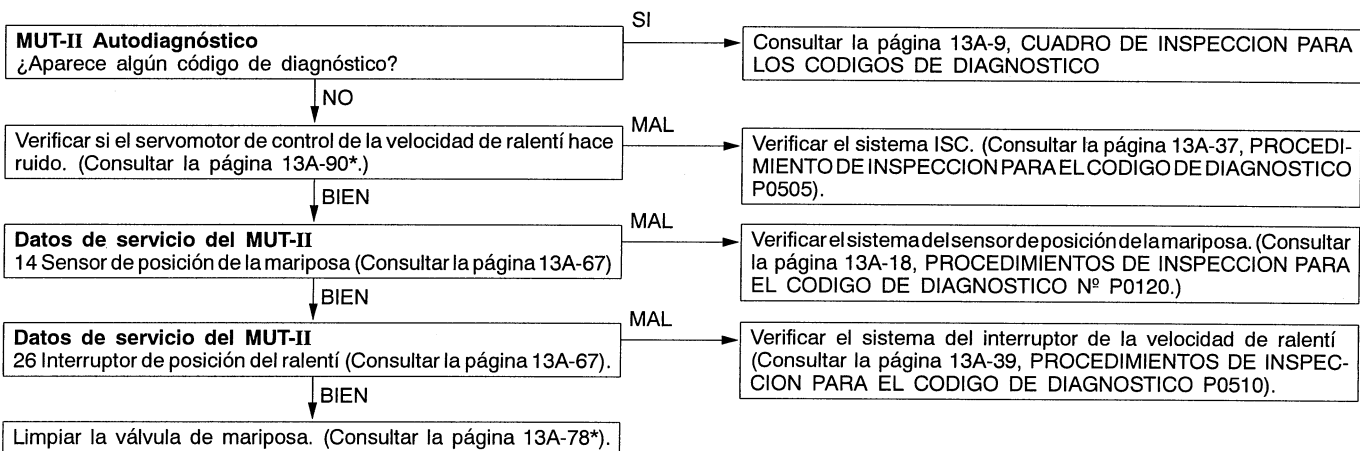 MUT-II Autodiagnóstico
¿Aparece algún código de diagnóstico?
SI
Consultar la página 13A-9, CUADRO DE INSPECCION PARA
LOS CODIGOS DE DIAGNOSTICO
NO
Verificar si el servomotor de control de la velocidad de ralentí hace
ruido. (Consultar la página 13A-90*.)
MAL
Verificar el sistema ISC. (Consultar la página 13A-37, PROCEDI-
MIENTO DE INSPECCION PARA EL CODIGO DE DIAGNOSTICO
P0505).
BIEN
Datos de servicio del MUT-II
14 Sensor de posición de la mariposa (Consultar la página 13A-67)
MAL
Verificar el sistema del sensor de posición de la mariposa. (Consultar
la página 13A-18, PROCEDIMIENTOS DE INSPECCION PARA
EL CODIGO DE DIAGNOSTICO Nº P0120.)
BIEN
Datos de servicio del MUT-II
26 Interruptor de posición del ralentí (Consultar la página 13A-67).
MAL
Verificar el sistema del interruptor de la velocidad de ralentí
(Consultar la página 13A-39, PROCEDIMIENTOS DE INSPEC-
CION PARA EL CODIGO DE DIAGNOSTICO P0510).
BIEN
Limpiar la válvula de mariposa. (Consultar la página 13A-78*).